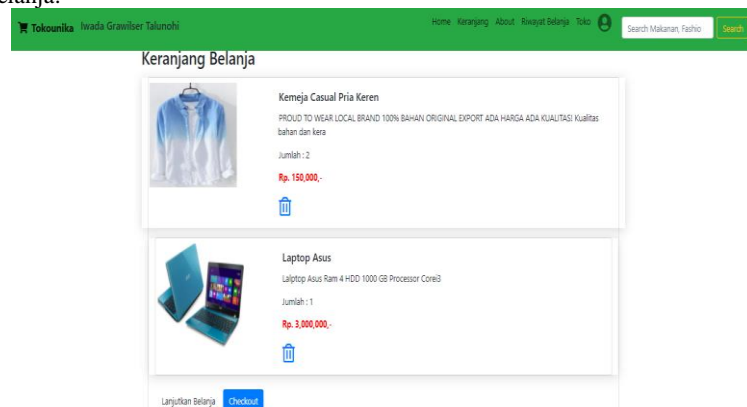 elanja.
Tokounika Iwada Grawilser Talunohi Home Keranjang About Riwayat Belanja Toko Search Makanan, Fashio Search
Keranjang Belanja
Kemeja Casual Pria Keren
PROUD TO WEAR LOCAL BRAND 100% BAHAN ORIGINAL EXPORT ADA HARGA ADA KUALITAS! Kualitas
bahan dan kera
Jumlah : 2
Rp. 150,000,-
Laptop Asus
Lalptop Asus Ram 4 HDD 1000 GB Processor Corei3
Jumlah : 1
Rp. 3,000,000,-
Lanjutkan Belanja Checkout